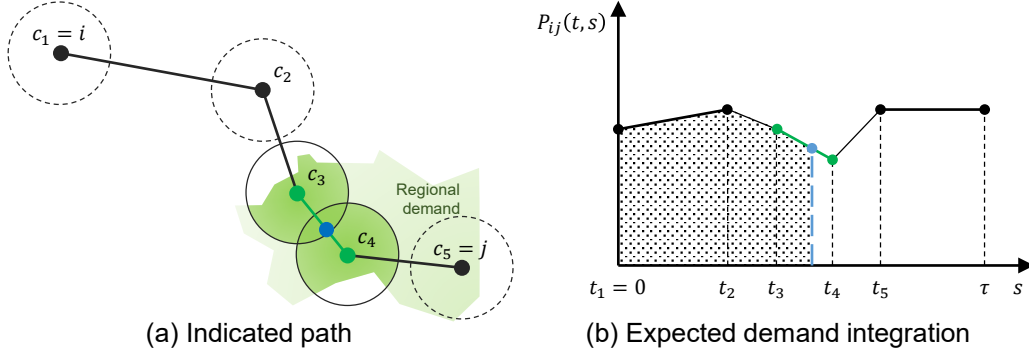 c₁ = i
c₂
c₃
Regional
demand
c₄
c₅ = j
(a) Indicated path
Pᵢⱼ(t, s)
t₁ = 0
t₂
t₃
t₄
t₅
τ
s
(b) Expected demand integration